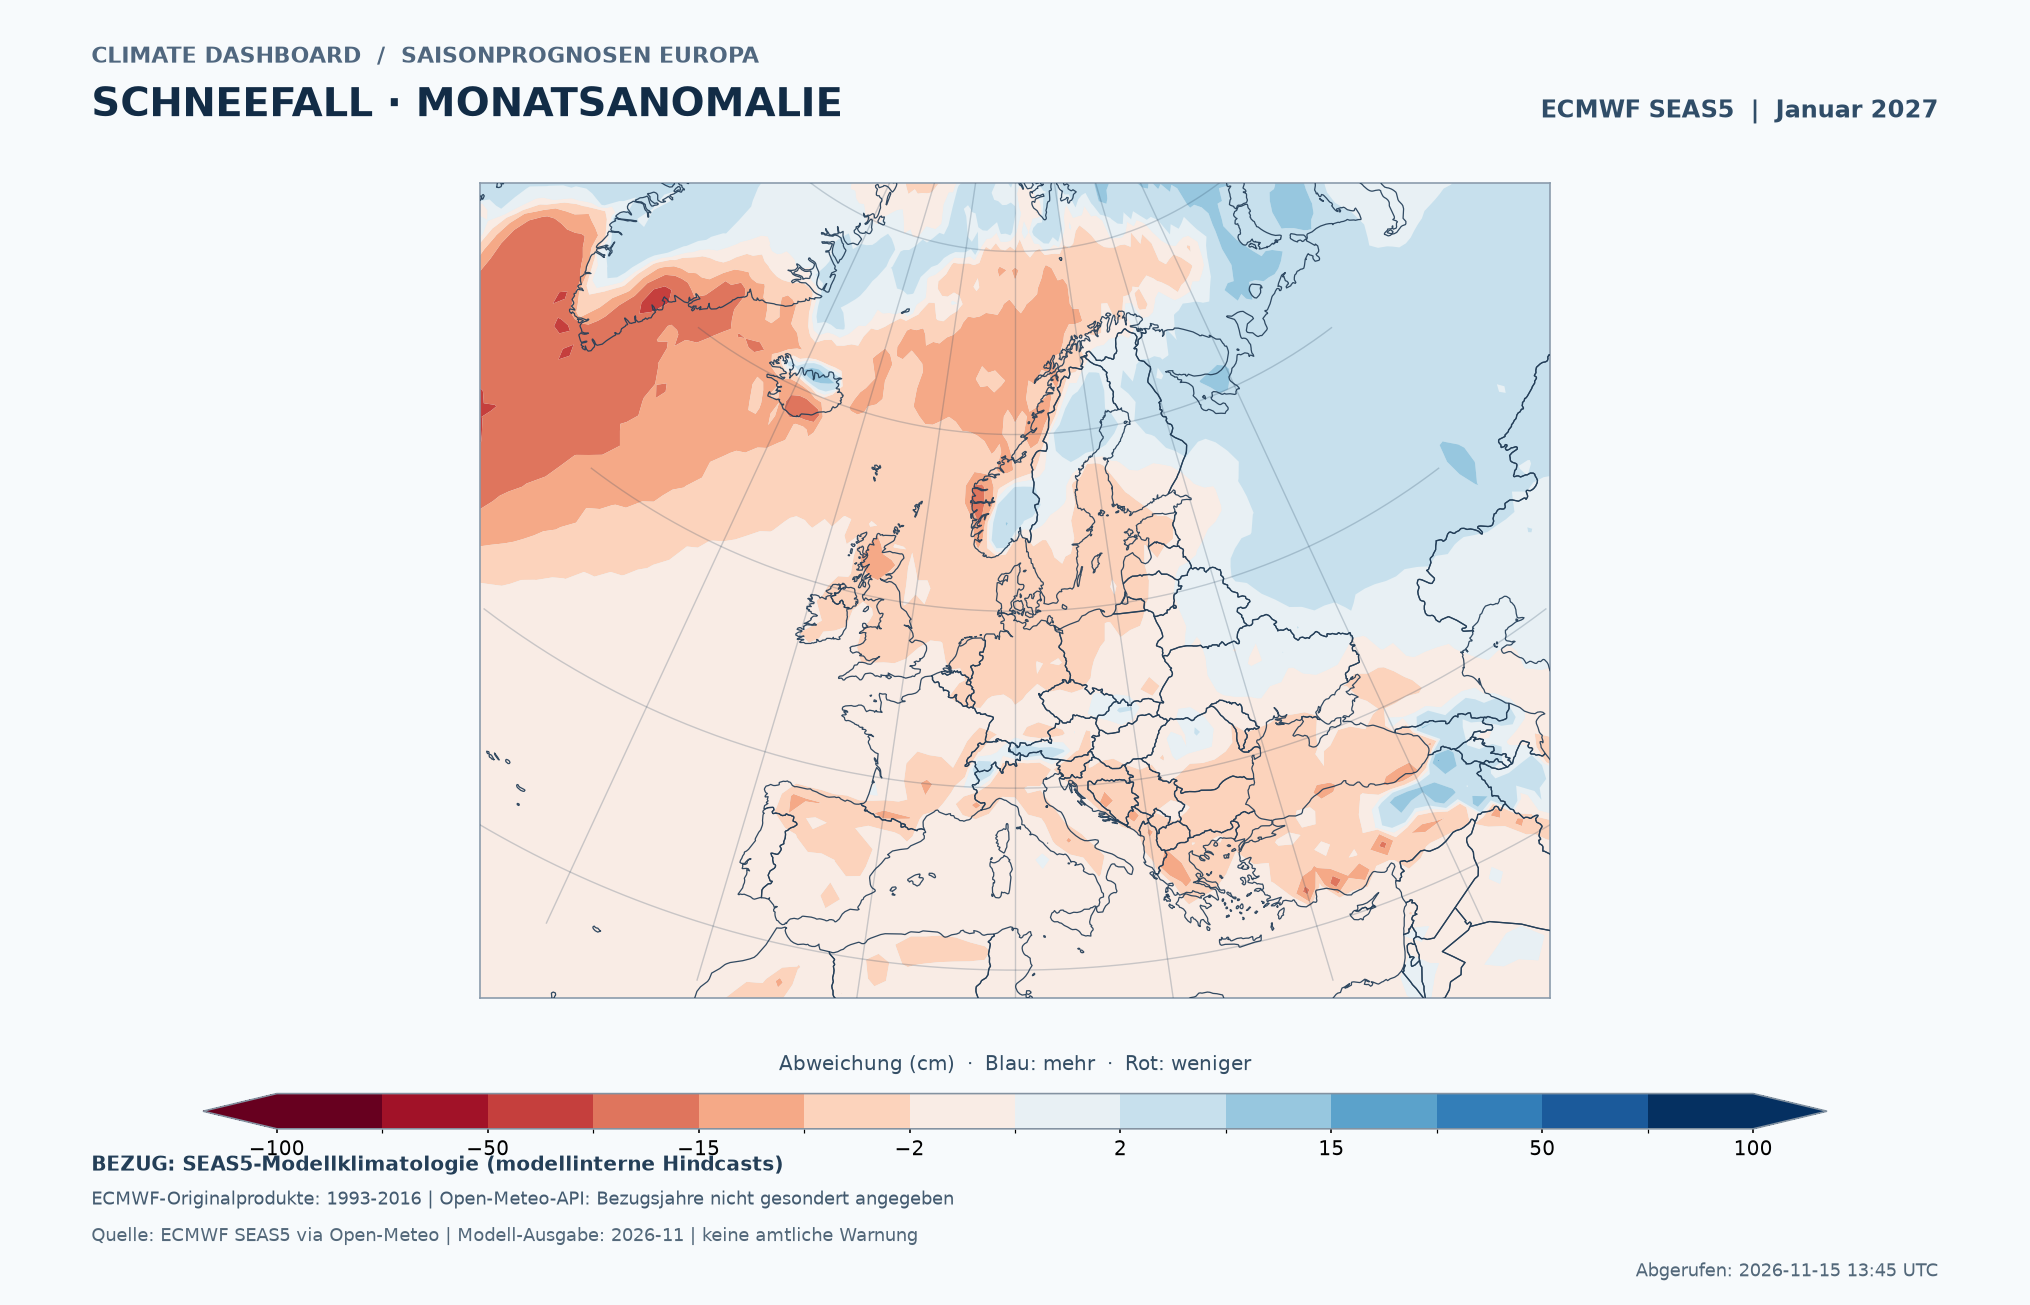 CLIMATE DASHBOARD / SAISONPROGNOSEN EUROPA
SCHNEEFALL · MONATSANOMALIE
ECMWF SEAS5 | Januar 2027
Abweichung (cm) · Blau: mehr · Rot: weniger
−100 −50 −15 −2 2 15 50 100
BEZUG: SEAS5-Modellklimatologie (modellinterne Hindcasts)
ECMWF-Originalprodukte: 1993-2016 | Open-Meteo-API: Bezugsjahre nicht gesondert angegeben
Quelle: ECMWF SEAS5 via Open-Meteo | Modell-Ausgabe: 2026-11 | keine amtliche Warnung
Abgerufen: 2026-11-15 13:45 UTC